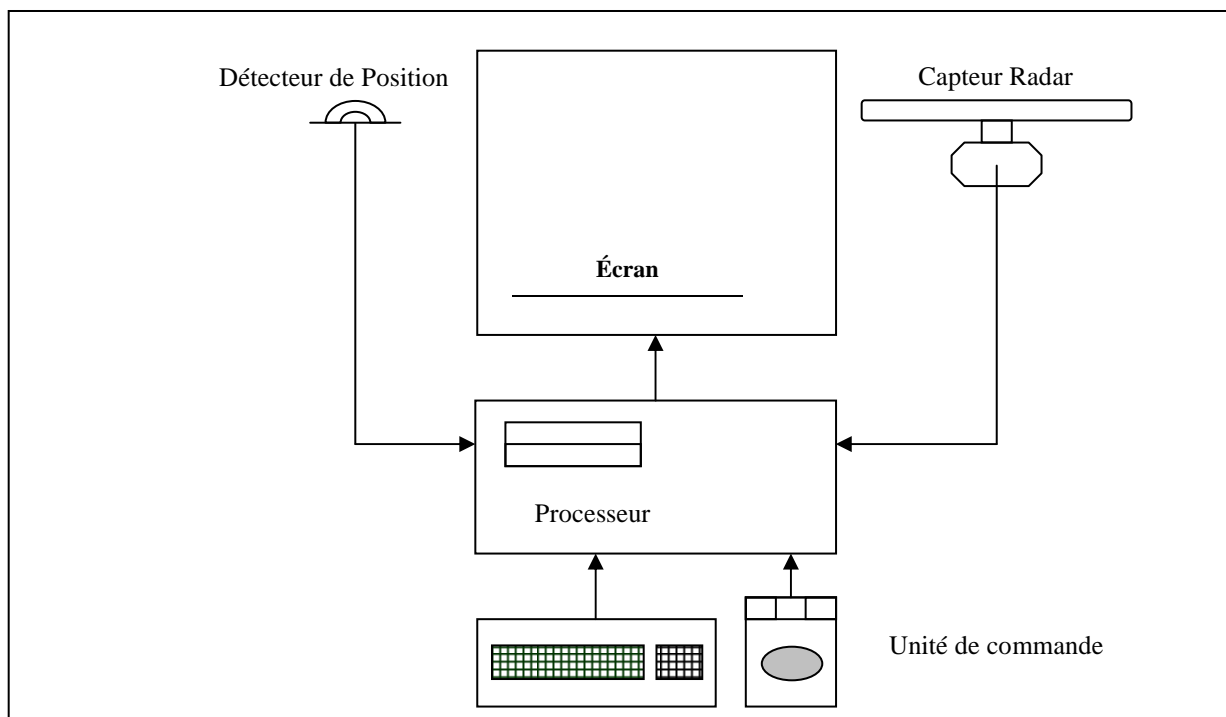 Détecteur de Position
Capteur Radar
Écran
Processeur
Unité de commande